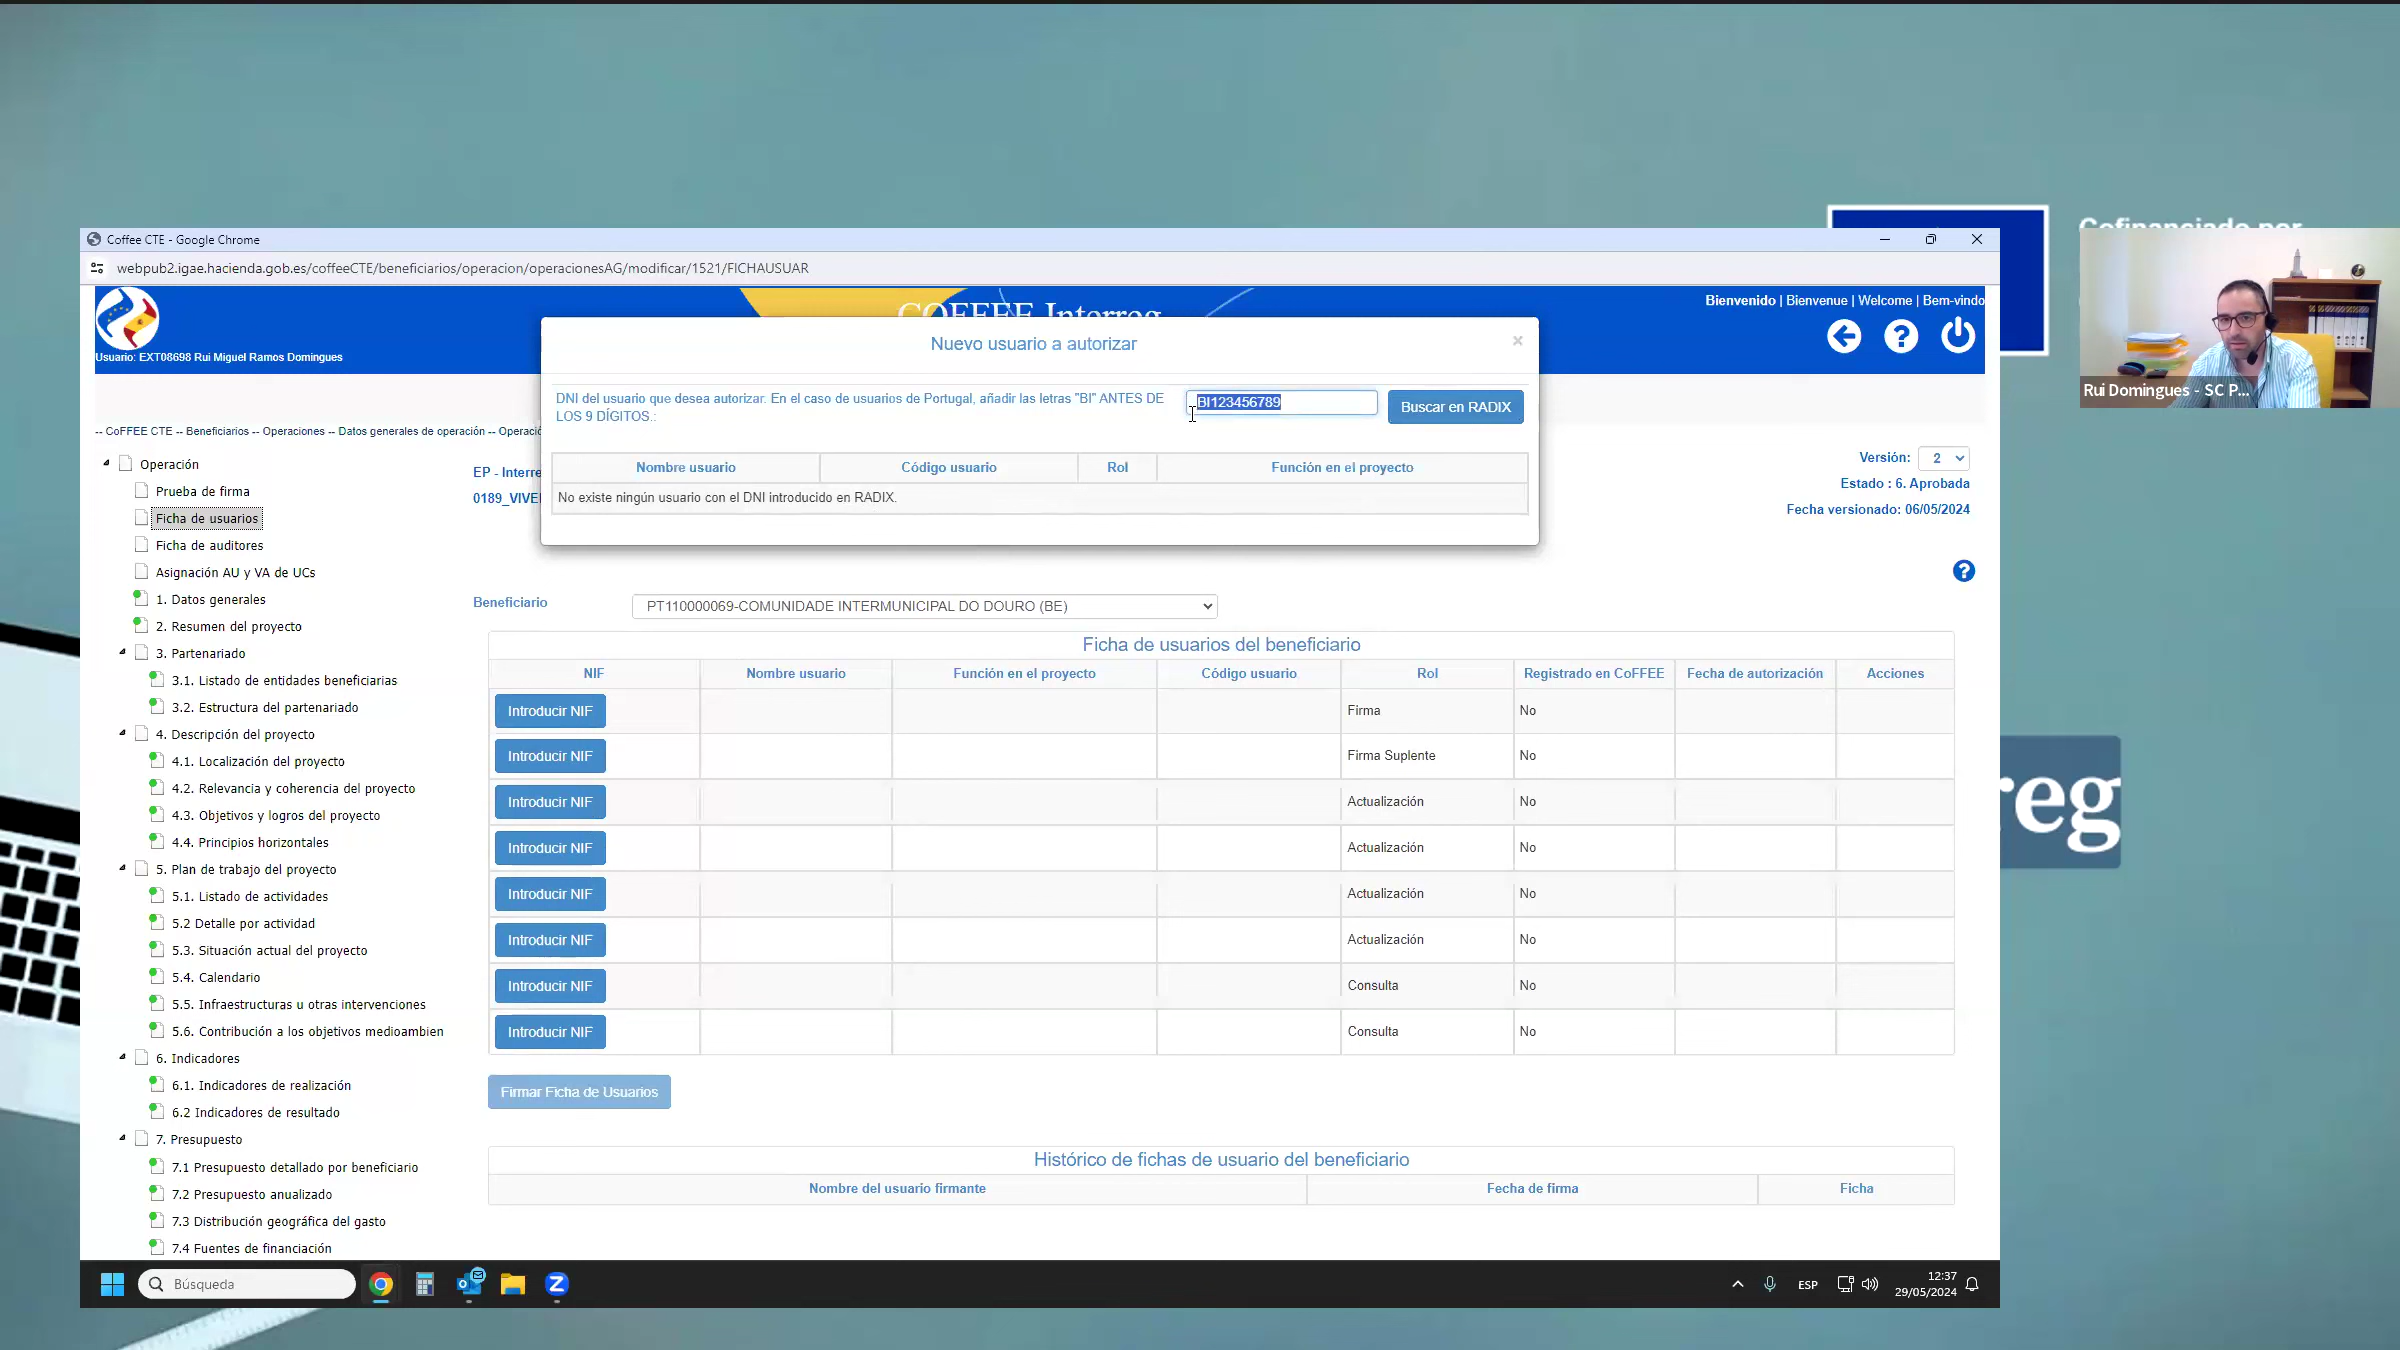 Cofinanciado por
Coffee CTE - Google Chrome
webpub2.igae.hacienda.gob.es/coffeeCTE/beneficiarios/operacion/operacionesAG/modificar/1521/FICHAUSUAR
Bienvenido | Bienvenue | Welcome | Bem-vindo
COFFEE Interreg
Usuario: EXT08698 Rui Miguel Ramos Domingues
Rui Domingues - SC P...
Nuevo usuario a autorizar
×
DNI del usuario que desea autorizar. En el caso de usuarios de Portugal, añadir las letras "BI" ANTES DE
LOS 9 DÍGITOS.:
BI123456789
Buscar en RADIX
Nombre usuario Código usuario Rol Función en el proyecto
No existe ningún usuario con el DNI introducido en RADIX.
-- CoFFEE CTE -- Beneficiarios -- Operaciones -- Datos generales de operación -- Operació
EP - Interre
0189_VIVE
Versión: 2
Estado : 6. Aprobada
Fecha versionado: 06/05/2024
Operación
Prueba de firma
Ficha de usuarios
Ficha de auditores
Asignación AU y VA de UCs
1. Datos generales
2. Resumen del proyecto
3. Partenariado
3.1. Listado de entidades beneficiarias
3.2. Estructura del partenariado
4. Descripción del proyecto
4.1. Localización del proyecto
4.2. Relevancia y coherencia del proyecto
4.3. Objetivos y logros del proyecto
4.4. Principios horizontales
5. Plan de trabajo del proyecto
5.1. Listado de actividades
5.2 Detalle por actividad
5.3. Situación actual del proyecto
5.4. Calendario
5.5. Infraestructuras u otras intervenciones
5.6. Contribución a los objetivos medioambien
6. Indicadores
6.1. Indicadores de realización
6.2 Indicadores de resultado
7. Presupuesto
7.1 Presupuesto detallado por beneficiario
7.2 Presupuesto anualizado
7.3 Distribución geográfica del gasto
7.4 Fuentes de financiación
Beneficiario PT110000069-COMUNIDADE INTERMUNICIPAL DO DOURO (BE)
Ficha de usuarios del beneficiario
NIF Nombre usuario Función en el proyecto Código usuario Rol Registrado en CoFFEE Fecha de autorización Acciones
Introducir NIF Firma No
Introducir NIF Firma Suplente No
Introducir NIF Actualización No
Introducir NIF Actualización No
Introducir NIF Actualización No
Introducir NIF Actualización No
Introducir NIF Consulta No
Introducir NIF Consulta No
Firmar Ficha de Usuarios
Histórico de fichas de usuario del beneficiario
Nombre del usuario firmante Fecha de firma Ficha
reg
Búsqueda
ESP
12:37
29/05/2024